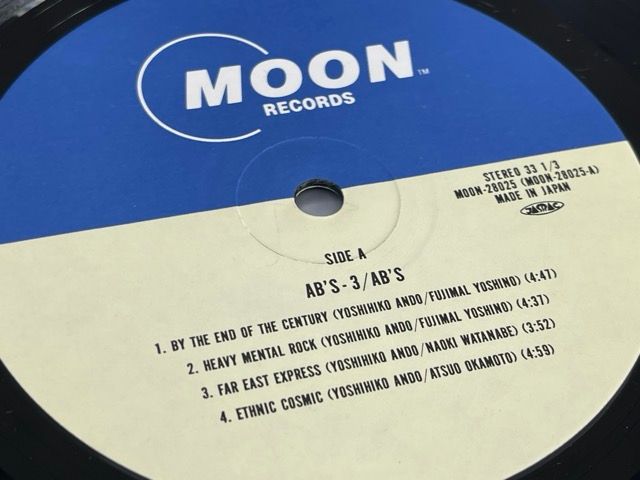 MOON™
RECORDS
STEREO 33 1/3
MOON-28025 (MOON-28025-A)
MADE IN JAPAN
JASRAC
SIDE A
AB'S-3/AB'S
1. BY THE END OF THE CENTURY (YOSHIHIKO ANDO/FUJIMAL YOSHINO) (4:47)
2. HEAVY MENTAL ROCK (YOSHIHIKO ANDO/FUJIMAL YOSHINO) (4:37)
3. FAR EAST EXPRESS (YOSHIHIKO ANDO/NAOKI WATANABE) (3:52)
4. ETHNIC COSMIC (YOSHIHIKO ANDO/ATSUO OKAMOTO) (4:59)